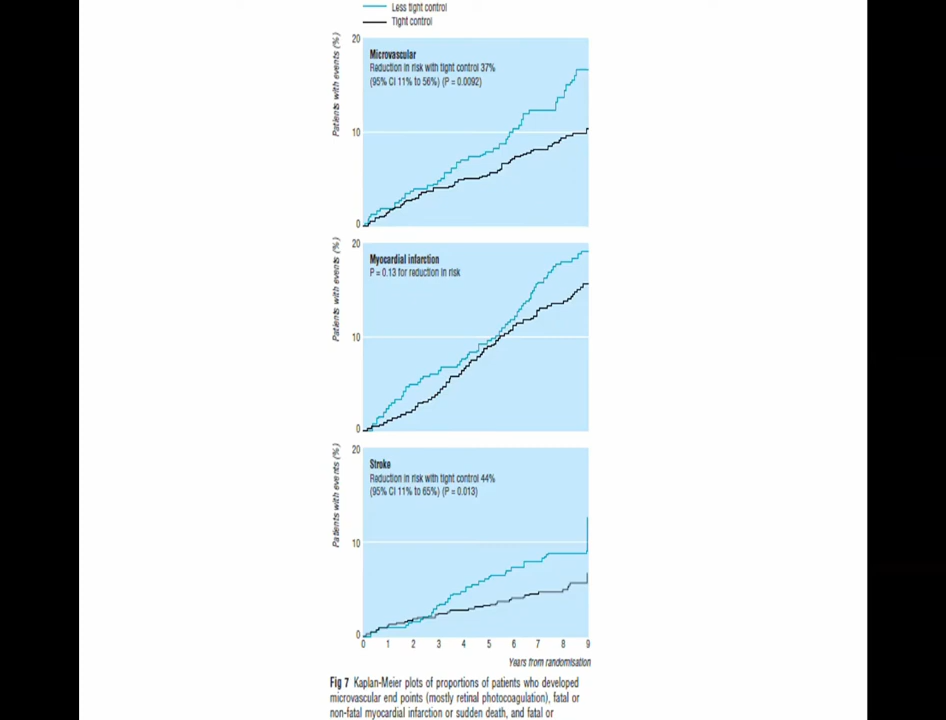 Less tight control
Tight control
Patients with events (%)
20
10
0
Microvascular
Reduction in risk with tight control 37%
(95% CI 11% to 56%) (P = 0.0092)
Patients with events (%)
20
10
0
Myocardial infarction
P = 0.13 for reduction in risk
Patients with events (%)
20
10
0
Stroke
Reduction in risk with tight control 44%
(95% CI 11% to 65%) (P = 0.013)
0 1 2 3 4 5 6 7 8 9
Years from randomisation
Fig 7 Kaplan-Meier plots of proportions of patients who developed
microvascular end points (mostly retinal photocoagulation), fatal or
non-fatal myocardial infarction or sudden death, and fatal or